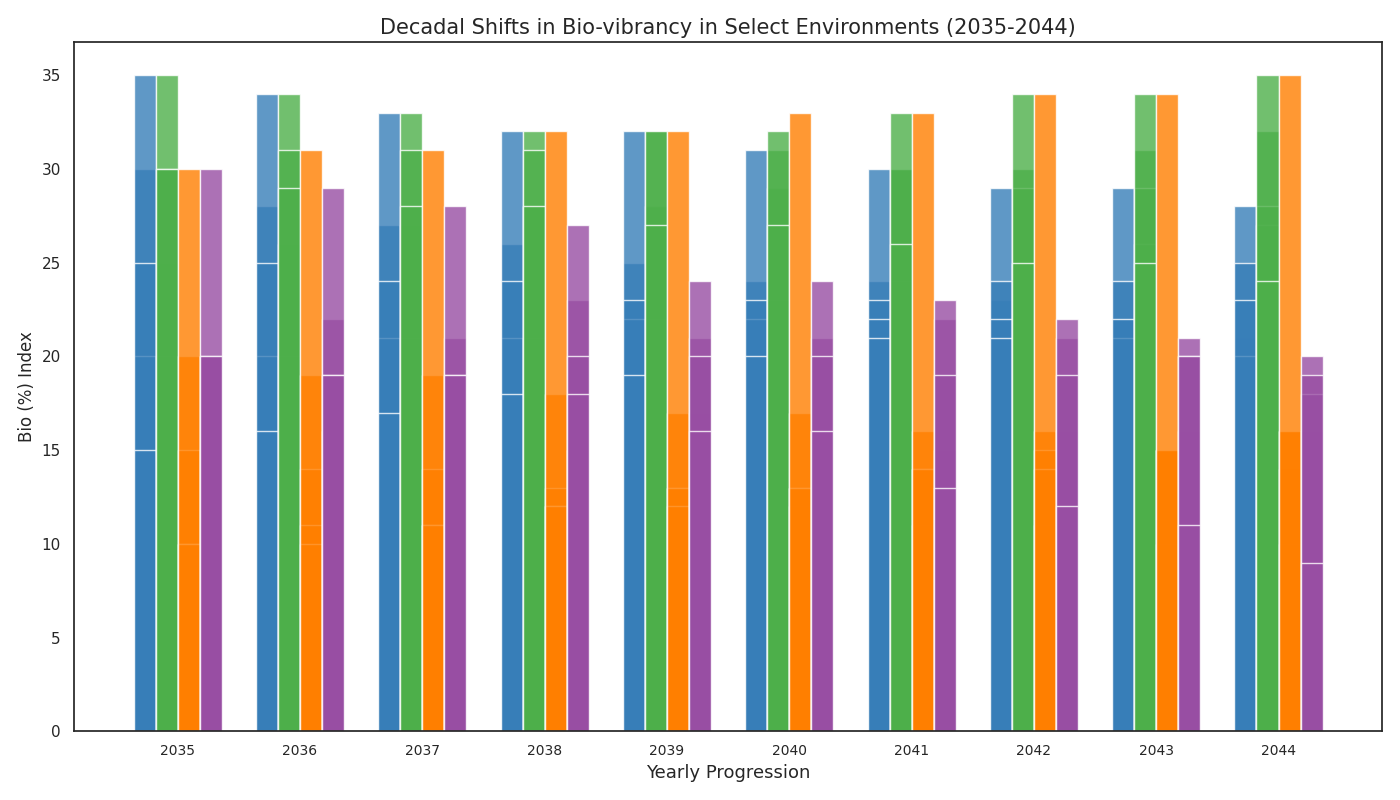 Decadal Shifts in Bio-vibrancy in Select Environments (2035-2044)
Bio (%) Index
35
30
25
20
15
10
5
0
2035 2036 2037 2038 2039 2040 2041 2042 2043 2044
Yearly Progression